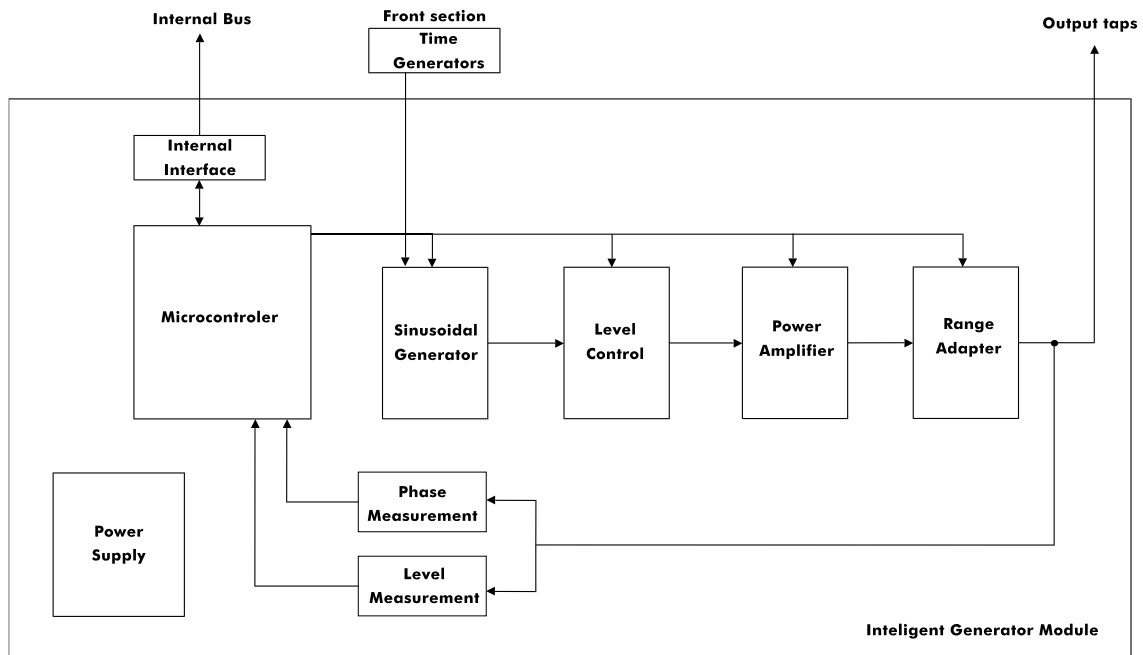 Internal Bus
Front section
Output taps
Time
Generators
Internal
Interface
Microcontroler
Sinusoidal
Generator
Level
Control
Power
Amplifier
Range
Adapter
Phase
Measurement
Power
Supply
Level
Measurement
Inteligent Generator Module